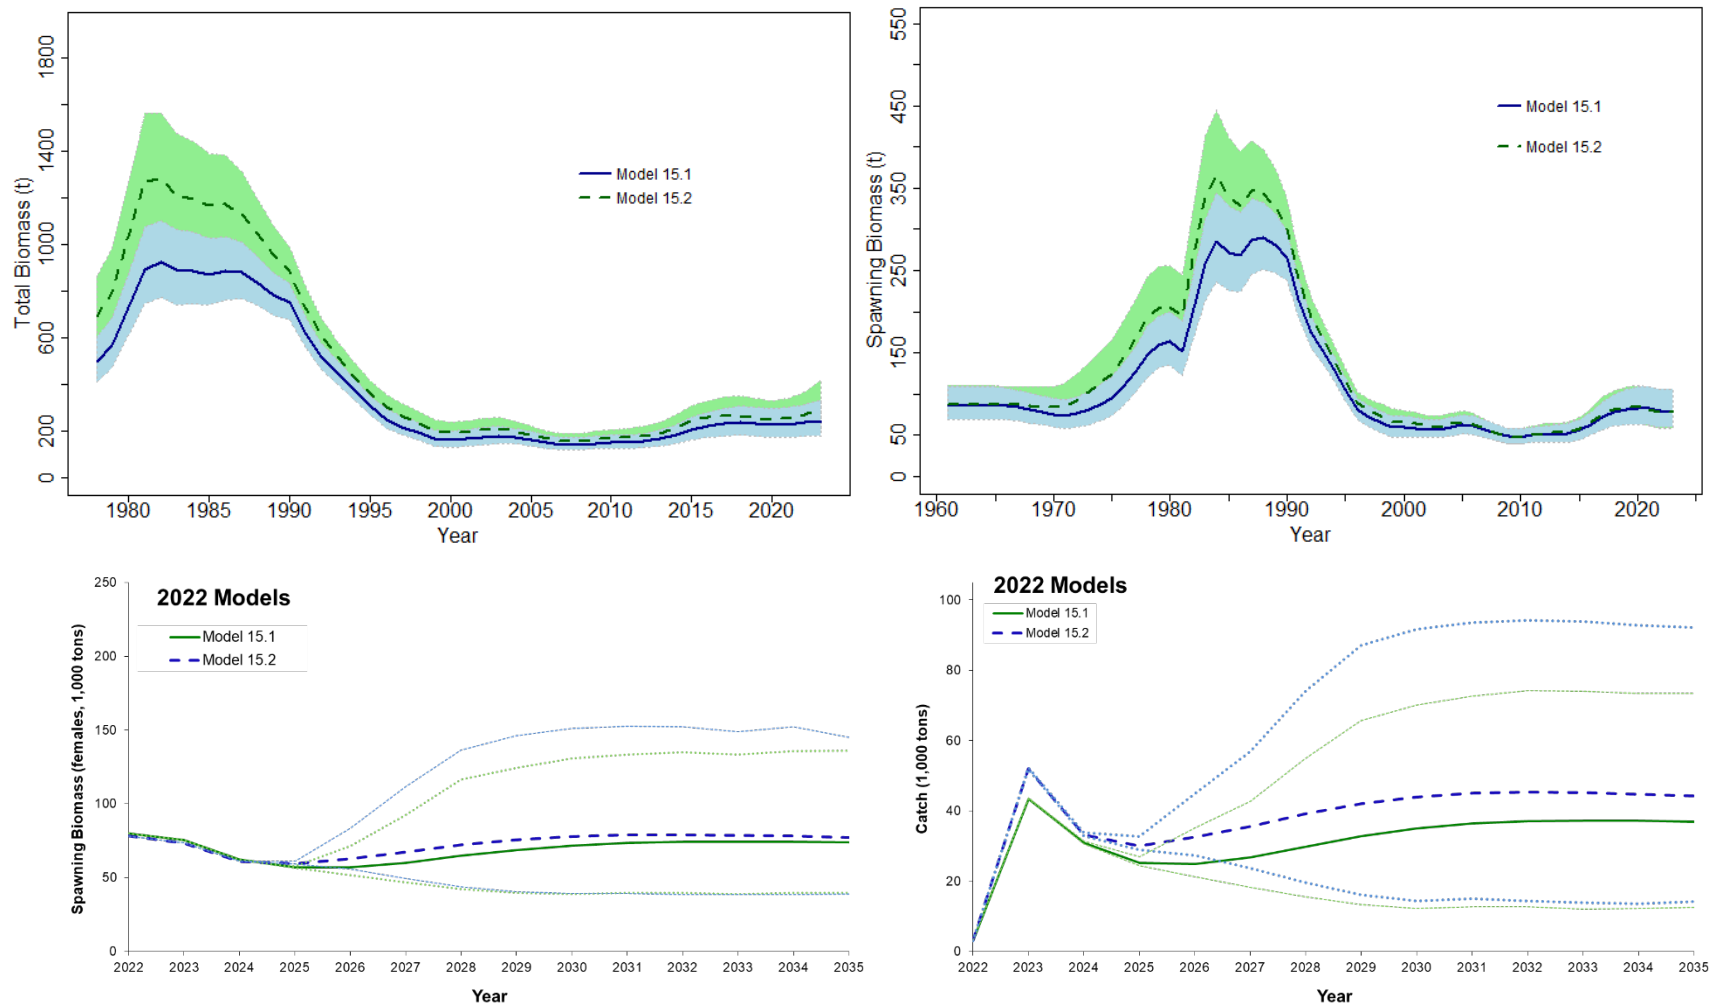 Total Biomass (t)
1800
1400
1000
600
200
0
Model 15.1
Model 15.2
1980 1985 1990 1995 2000 2005 2010 2015 2020
Year
Spawning Biomass (t)
550
450
350
250
150
50
0
Model 15.1
Model 15.2
1960 1970 1980 1990 2000 2010 2020
Year
2022 Models
Model 15.1
Model 15.2
Spawning Biomass (females, 1,000 tons)
250
200
150
100
50
0
2022 2023 2024 2025 2026 2027 2028 2029 2030 2031 2032 2033 2034 2035
Year
2022 Models
Model 15.1
Model 15.2
Catch (1,000 tons)
100
80
60
40
20
0
2022 2023 2024 2025 2026 2027 2028 2029 2030 2031 2032 2033 2034 2035
Year